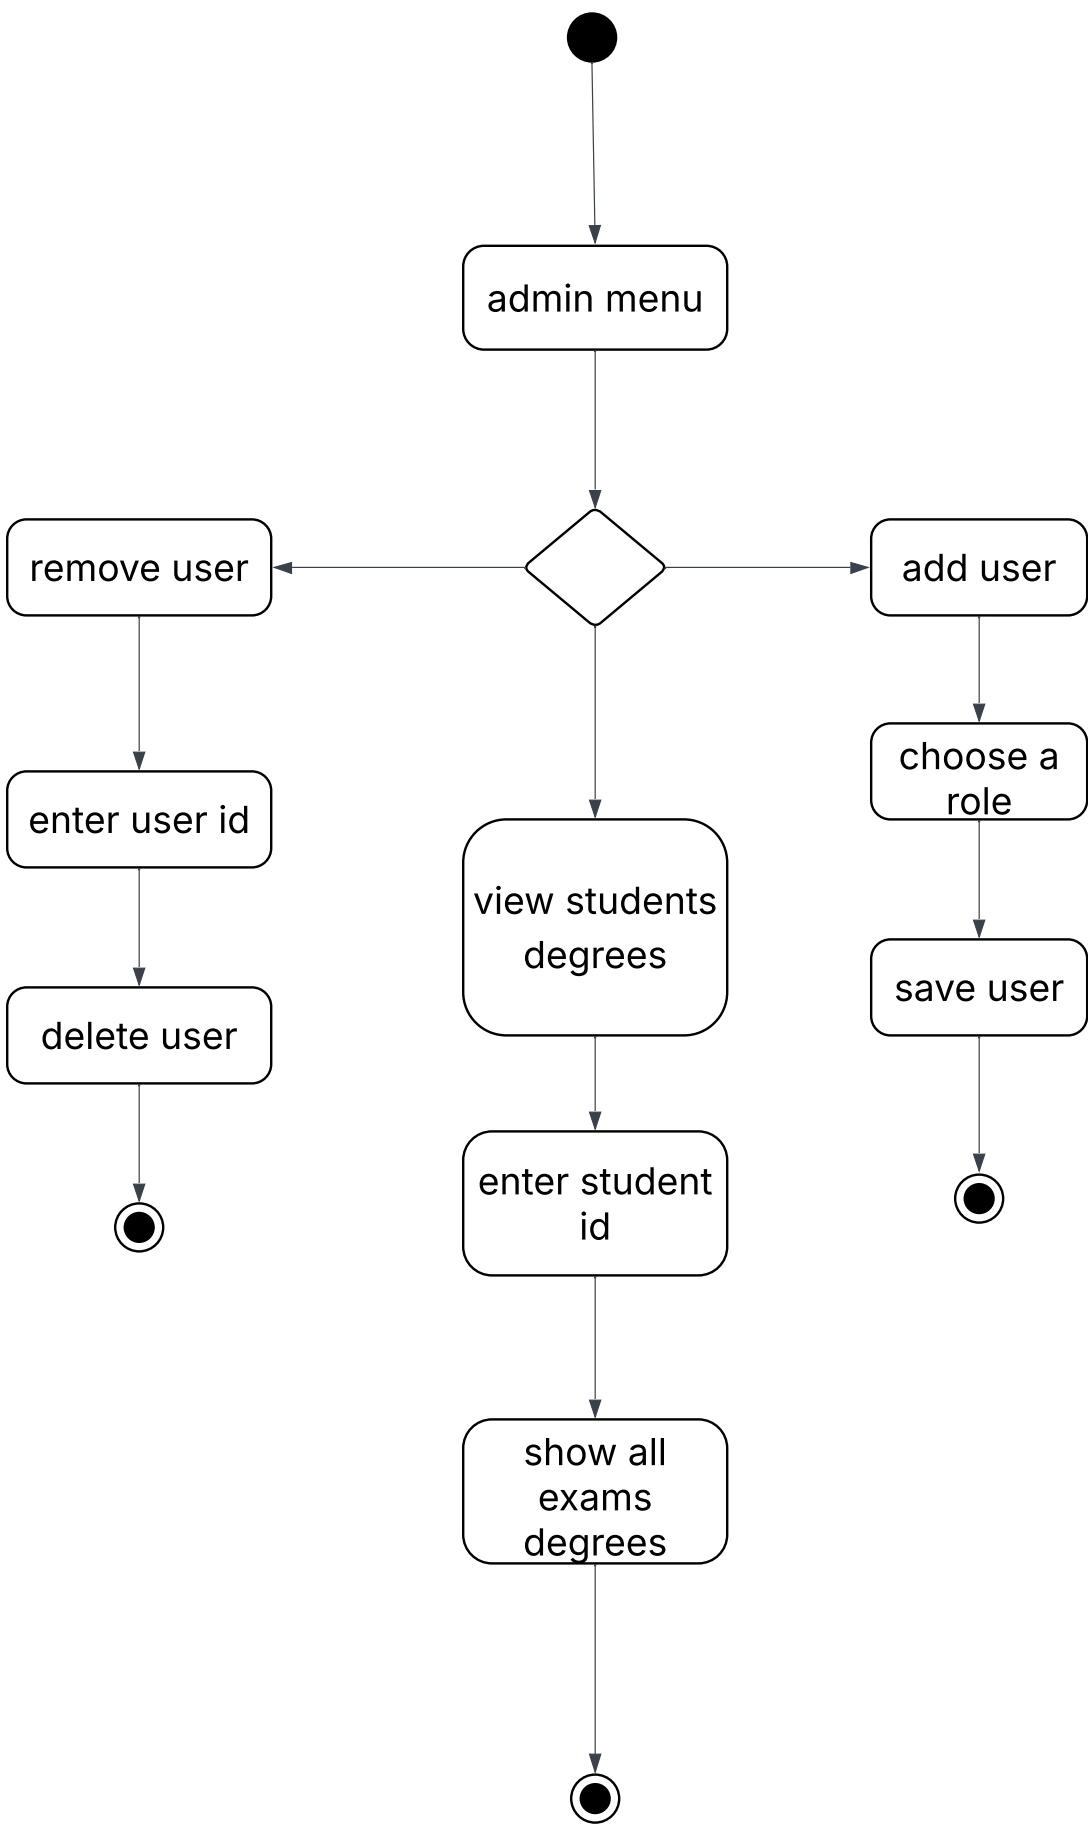 admin menu
remove user
add user
choose a
role
enter user id
view students
degrees
save user
delete user
enter student
id
show all
exams
degrees